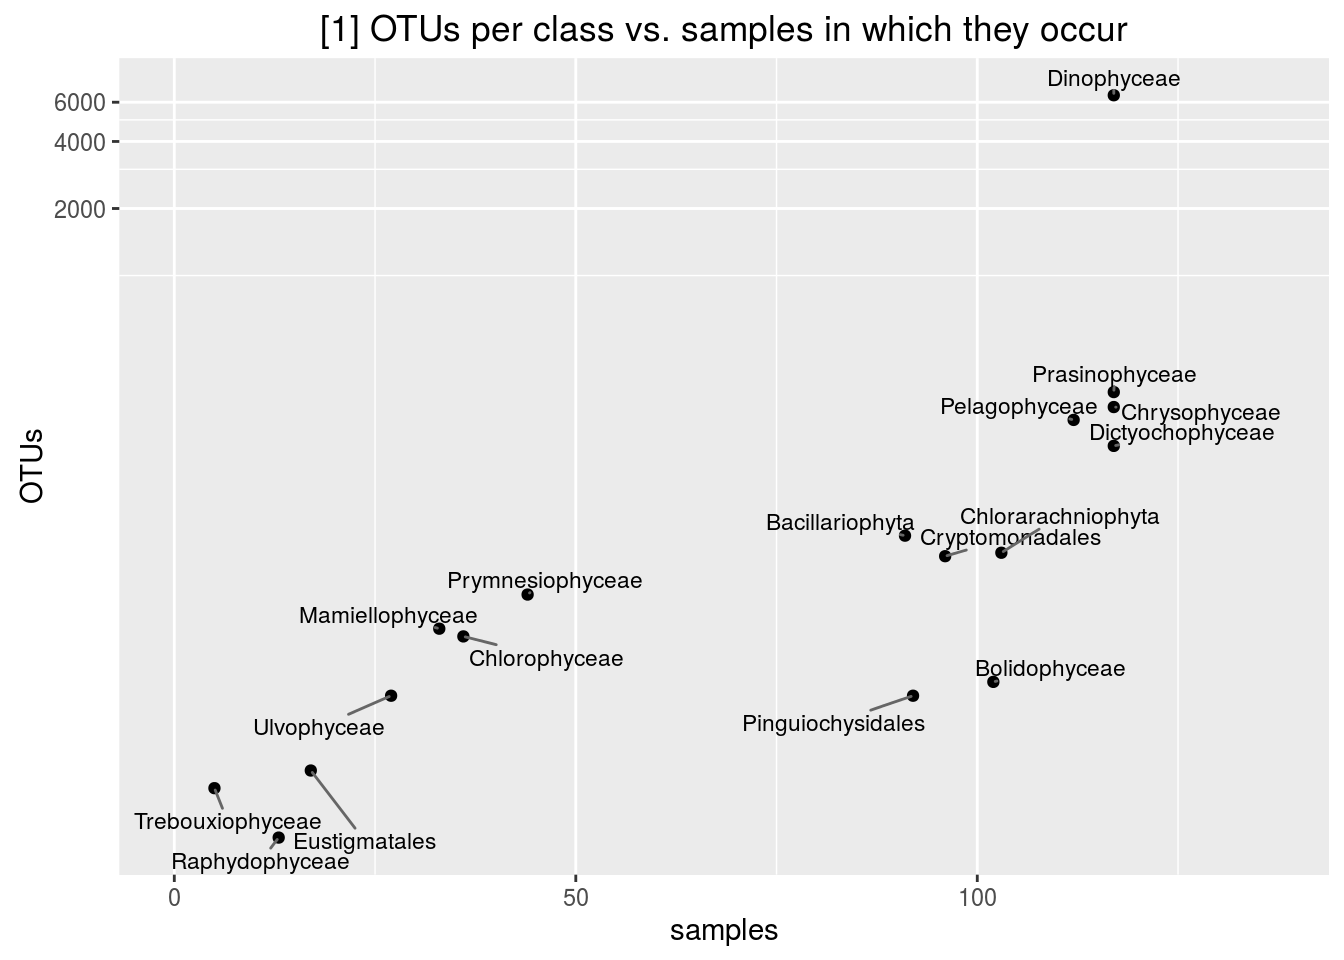 [1] OTUs per class vs. samples in which they occur
Dinophyceae
6000
4000
2000
Prasinophyceae
Pelagophyceae
Chrysophyceae
Dictyochophyceae
OTUs
Bacillariophyta
Chlorarachniophyta
Cryptomonadales
Prymnesiophyceae
Mamiellophyceae
Chlorophyceae
Bolidophyceae
Ulvophyceae
Pinguiochysidales
Trebouxiophyceae
Eustigmatales
Raphydophyceae
0 50 100
samples